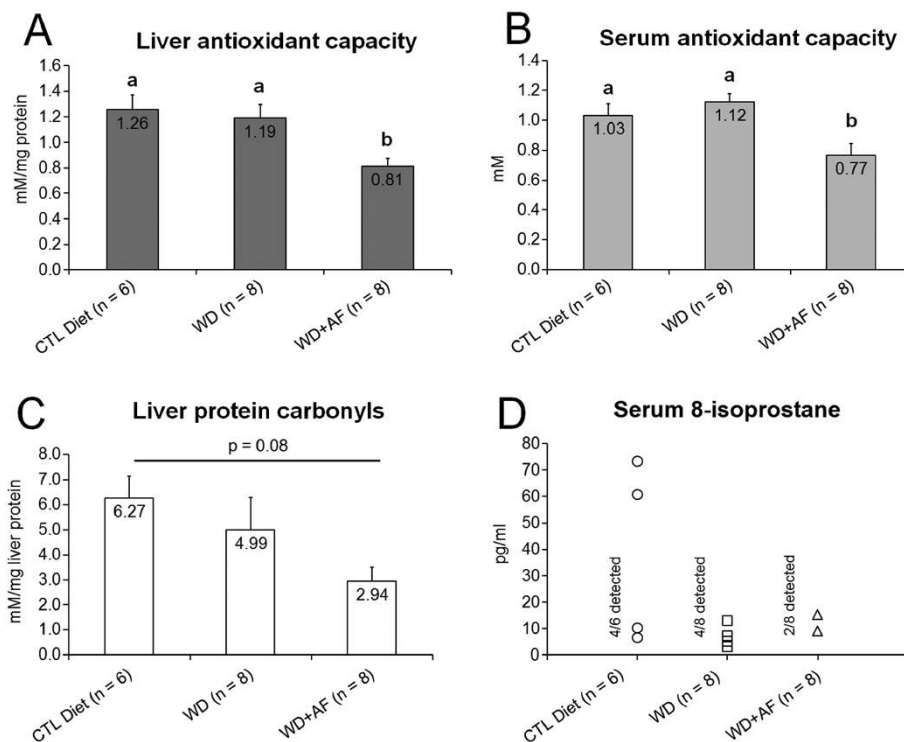 A
Liver antioxidant capacity
mM/mg protein
1.6
1.4
1.2
1.0
0.8
0.6
0.4
0.2
0.0
a
a
b
1.26
1.19
0.81
CTL Diet (n = 6)
WD (n = 8)
WD+AF (n = 8)
B
Serum antioxidant capacity
mM
1.4
1.2
1.0
0.8
0.6
0.4
0.2
0.0
a
a
b
1.03
1.12
0.77
CTL Diet (n = 6)
WD (n = 8)
WD+AF (n = 8)
C
Liver protein carbonyls
p = 0.08
mM/mg liver protein
8.0
7.0
6.0
5.0
4.0
3.0
2.0
1.0
0.0
6.27
4.99
2.94
CTL Diet (n = 6)
WD (n = 8)
WD+AF (n = 8)
D
Serum 8-isoprostane
pg/ml
80
70
60
50
40
30
20
10
0
4/6 detected
4/8 detected
2/8 detected
CTL Diet (n = 6)
WD (n = 8)
WD+AF (n = 8)